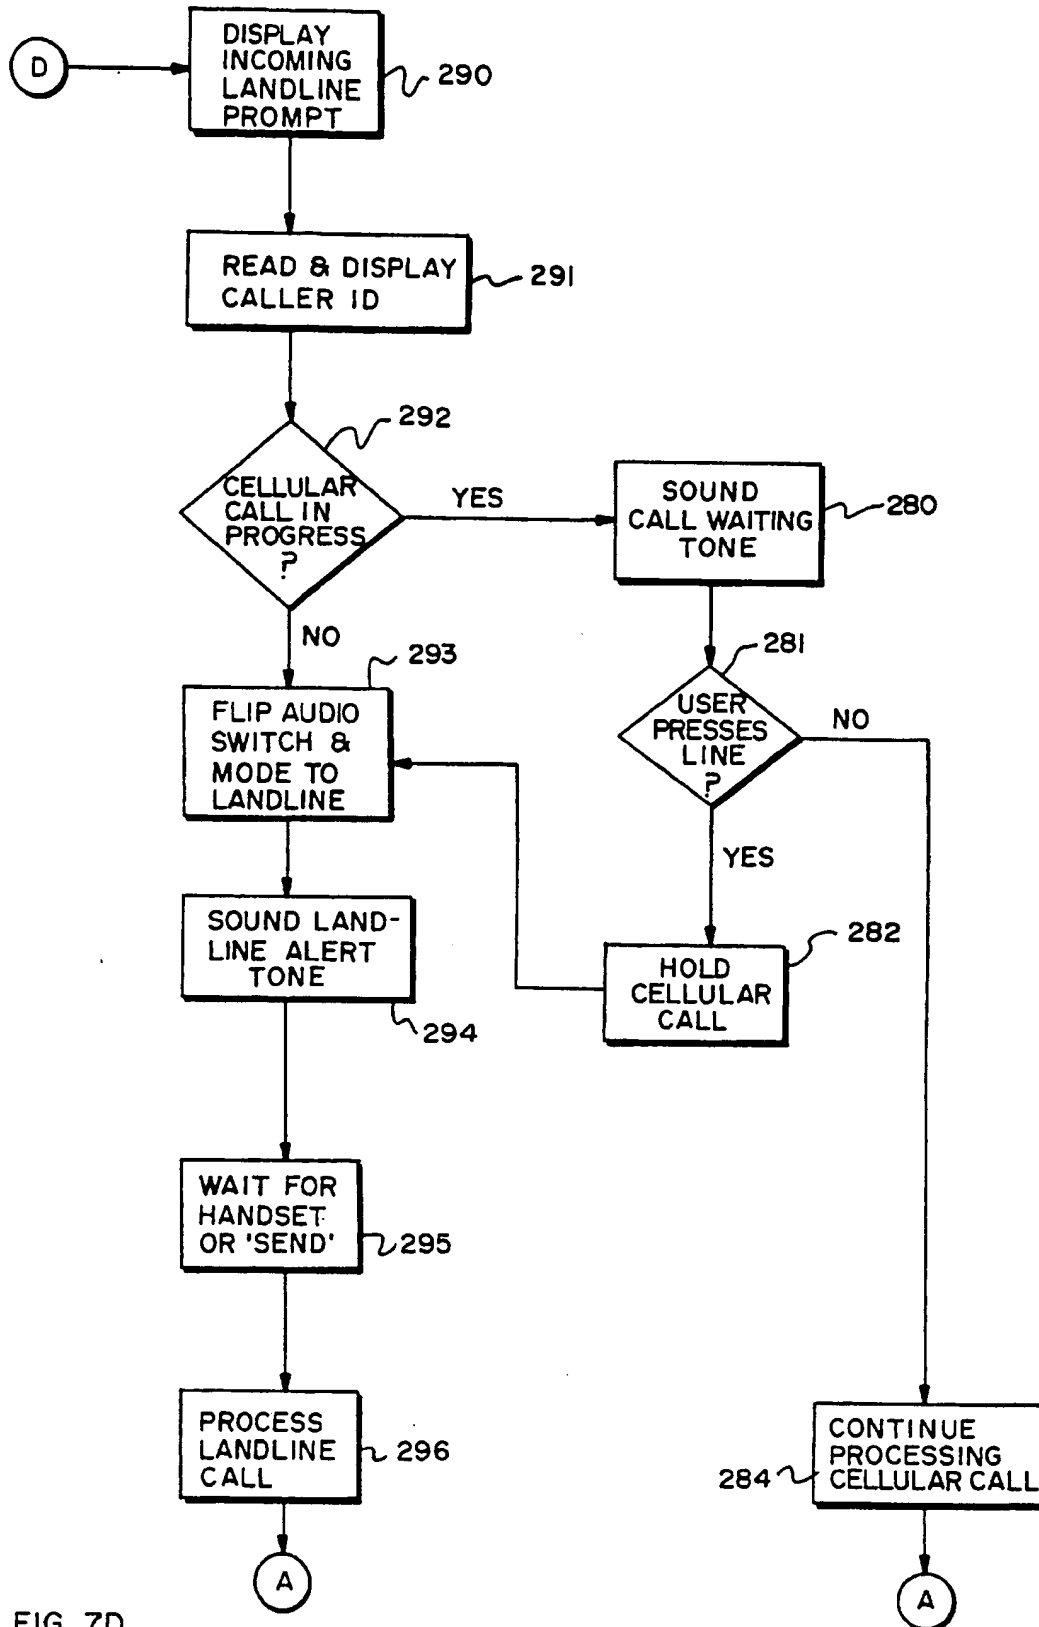 D
DISPLAY
INCOMING
LANDLINE
PROMPT
290
READ & DISPLAY
CALLER ID
291
292
CELLULAR
CALL IN
PROGRESS
?
YES
NO
SOUND
CALL WAITING
TONE
280
281
USER
PRESSES
LINE
?
NO
YES
293
FLIP AUDIO
SWITCH &
MODE TO
LANDLINE
SOUND LAND-
LINE ALERT
TONE
294
282
HOLD
CELLULAR
CALL
WAIT FOR
HANDSET
OR 'SEND'
295
PROCESS
LANDLINE
CALL
296
CONTINUE
PROCESSING
CELLULAR CALL
284
A
A
FIG. 7D